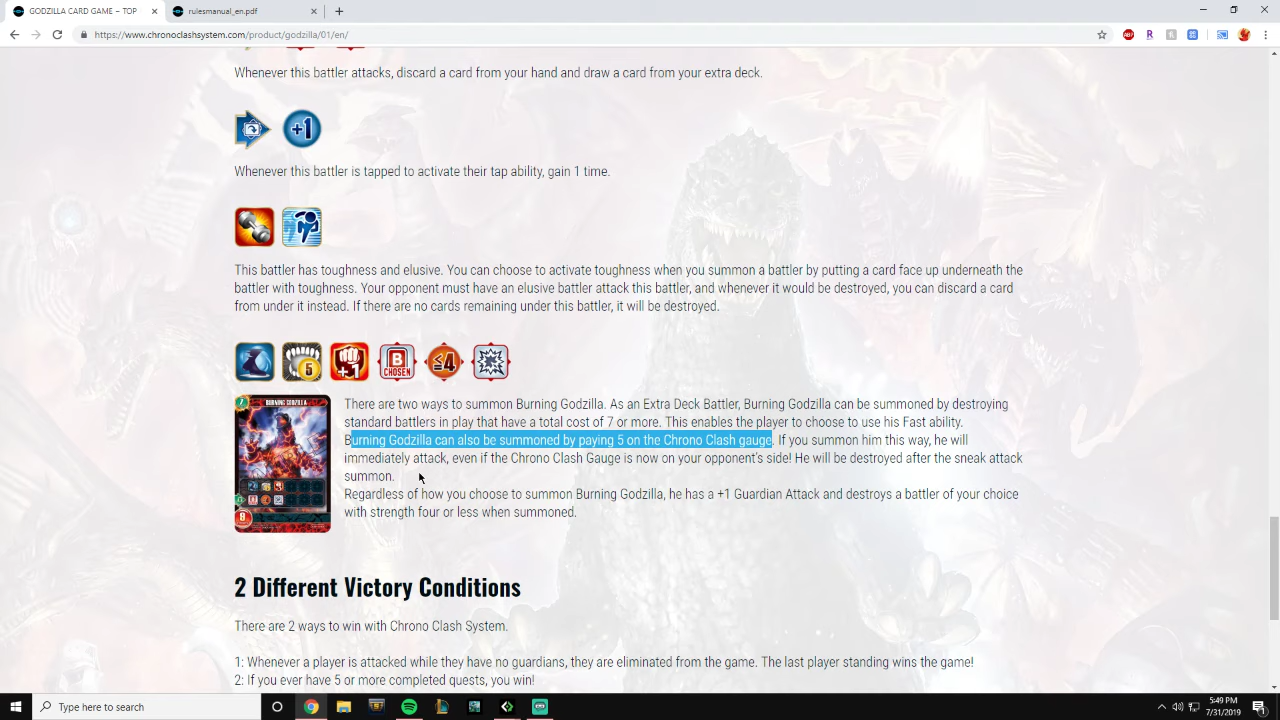 GODZILLA CARD GAME – TOP
rulesmanual_en.pdf
https://www.chronoclashsystem.com/product/godzilla/01/en/
Whenever this battler attacks, discard a card from your hand and draw a card from your extra deck.
+1
Whenever this battler is tapped to activate their tap ability, gain 1 time.
This battler has toughness and elusive. You can choose to activate toughness when you summon a battler by putting a card face up underneath the
battler with toughness. Your opponent must have an elusive battler attack this battler, and whenever it would be destroyed, you can discard a card
from under it instead. If there are no cards remaining under this battler, it will be destroyed.
5 +1 B CHOSEN ≤4
BURNING GODZILLA
7
8
There are two ways to summon Burning Godzilla. As an Extra Deck Battler, Burning Godzilla can be summoned by destroying
standard battlers in play that have a total cost of 7 or more. This enables the player to choose to use his Fast ability.
Burning Godzilla can also be summoned by paying 5 on the Chrono Clash gauge. If you summon him this way, he will
immediately attack, even if the Chrono Clash Gauge is now on your opponent's side! He will be destroyed after the sneak attack
summon.
Regardless of how you choose to summon Burning Godzilla, he has a +1 Guardian Attack and destroys a battler of your choice
with strength four or less when summoned.
2 Different Victory Conditions
There are 2 ways to win with Chrono Clash System.
1: Whenever a player is attacked while they have no guardians, they are eliminated from the game. The last player standing wins the game!
2: If you ever have 5 or more completed quests, you win!
Type here to search
5:49 PM
7/31/2019